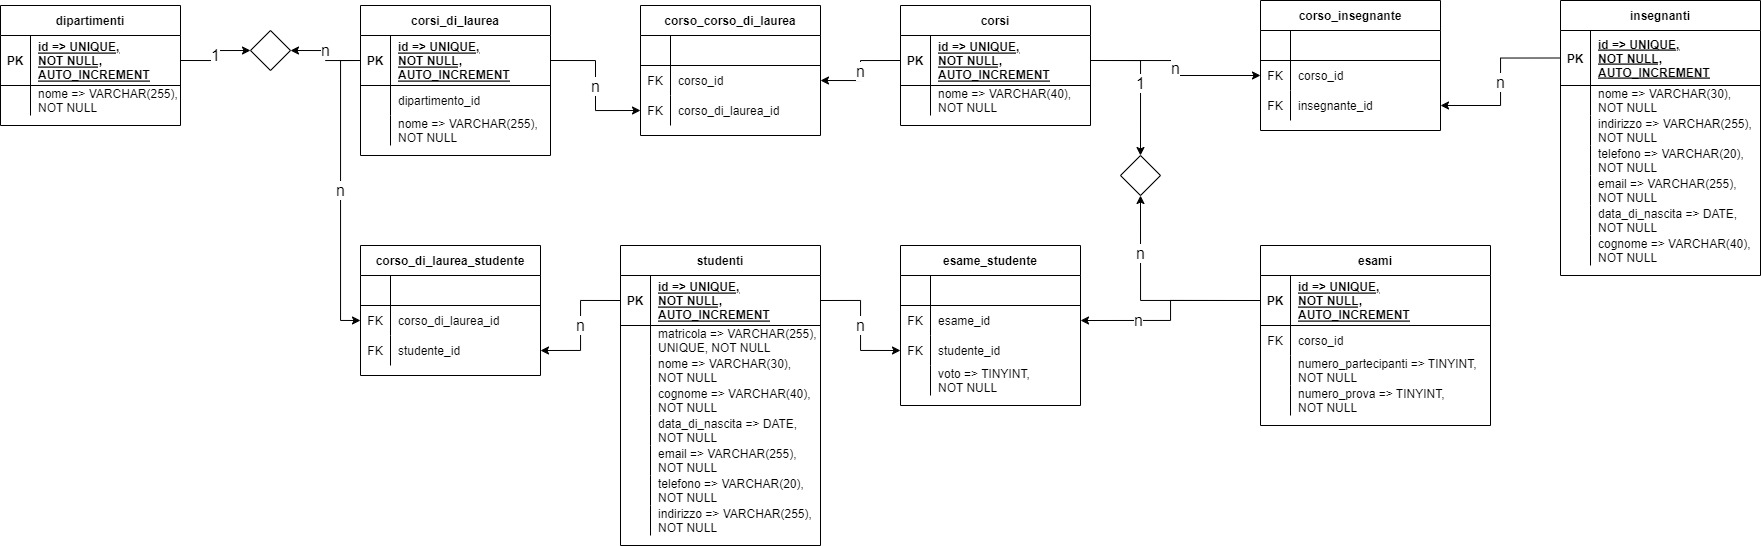 dipartimenti
PK
id => UNIQUE,
NOT NULL,
AUTO_INCREMENT
nome => VARCHAR(255),
NOT NULL
1
n
corsi_di_laurea
PK
id => UNIQUE,
NOT NULL,
AUTO_INCREMENT
dipartimento_id
nome => VARCHAR(255),
NOT NULL
n
corso_corso_di_laurea
FK corso_id
FK corso_di_laurea_id
n
corsi
PK
id => UNIQUE,
NOT NULL,
AUTO_INCREMENT
nome => VARCHAR(40),
NOT NULL
n
1
corso_insegnante
FK corso_id
FK insegnante_id
n
insegnanti
PK
id => UNIQUE,
NOT NULL,
AUTO_INCREMENT
nome => VARCHAR(30),
NOT NULL
indirizzo => VARCHAR(255),
NOT NULL
telefono => VARCHAR(20),
NOT NULL
email => VARCHAR(255),
NOT NULL
data_di_nascita => DATE,
NOT NULL
cognome => VARCHAR(40),
NOT NULL
n
corso_di_laurea_studente
FK corso_di_laurea_id
FK studente_id
n
studenti
PK
id => UNIQUE,
NOT NULL,
AUTO_INCREMENT
matricola => VARCHAR(255),
UNIQUE, NOT NULL
nome => VARCHAR(30),
NOT NULL
cognome => VARCHAR(40),
NOT NULL
data_di_nascita => DATE,
NOT NULL
email => VARCHAR(255),
NOT NULL
telefono => VARCHAR(20),
NOT NULL
indirizzo => VARCHAR(255),
NOT NULL
n
esame_studente
FK esame_id
FK studente_id
voto => TINYINT,
NOT NULL
n
n
esami
PK
id => UNIQUE,
NOT NULL,
AUTO_INCREMENT
FK corso_id
numero_partecipanti => TINYINT,
NOT NULL
numero_prova => TINYINT,
NOT NULL